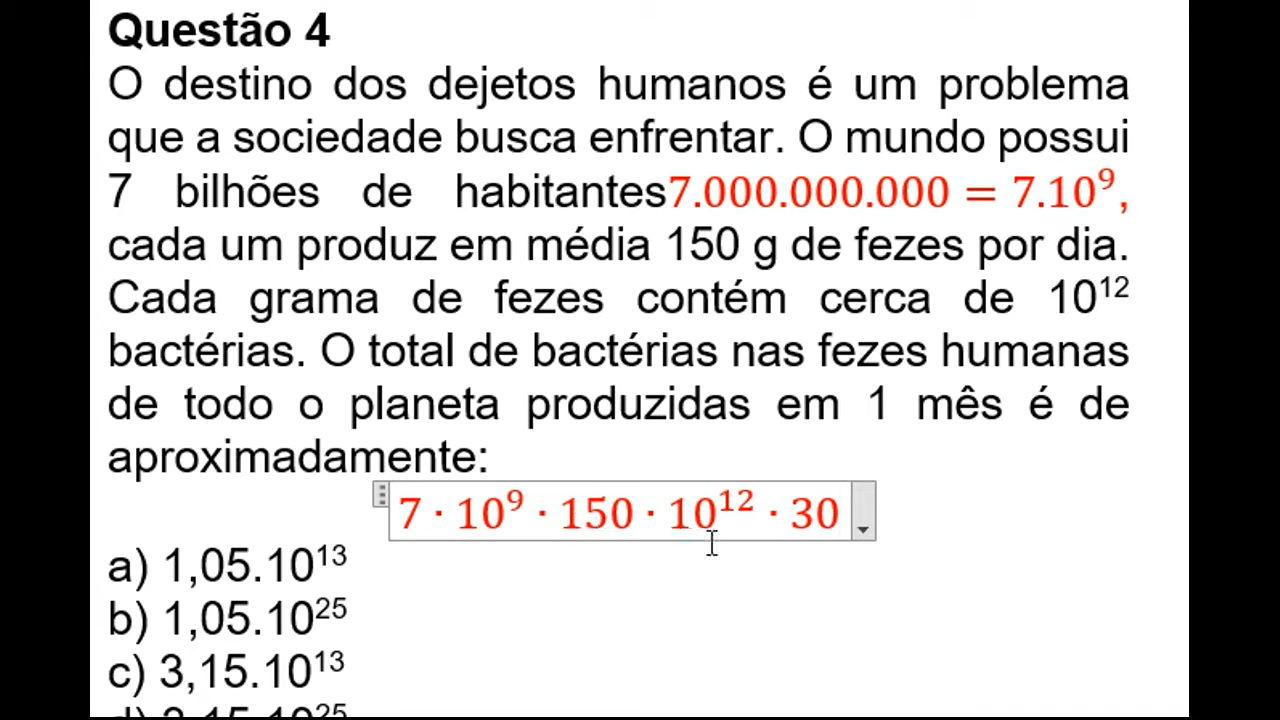 Questão 4
O destino dos dejetos humanos é um problema
que a sociedade busca enfrentar. O mundo possui
7 bilhões de habitantes7.000.000.000 = 7.10⁹,
cada um produz em média 150 g de fezes por dia.
Cada grama de fezes contém cerca de 10¹²
bactérias. O total de bactérias nas fezes humanas
de todo o planeta produzidas em 1 mês é de
aproximadamente:
7 · 10⁹ · 150 · 10¹² · 30
a) 1,05.10¹³
b) 1,05.10²⁵
c) 3,15.10¹³
d) 3,15.10²⁵